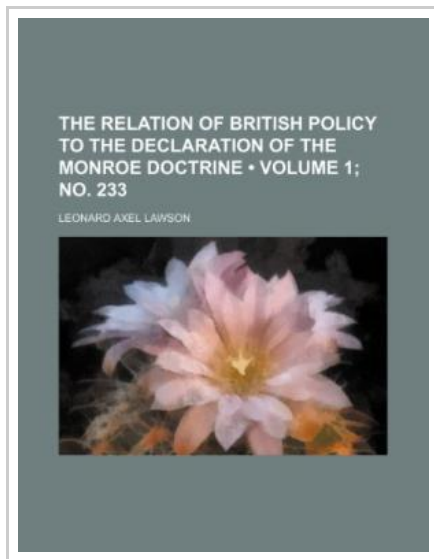 THE RELATION OF BRITISH POLICY
TO THE DECLARATION OF THE
MONROE DOCTRINE • VOLUME 1;
NO. 233
LEONARD AXEL LAWSON